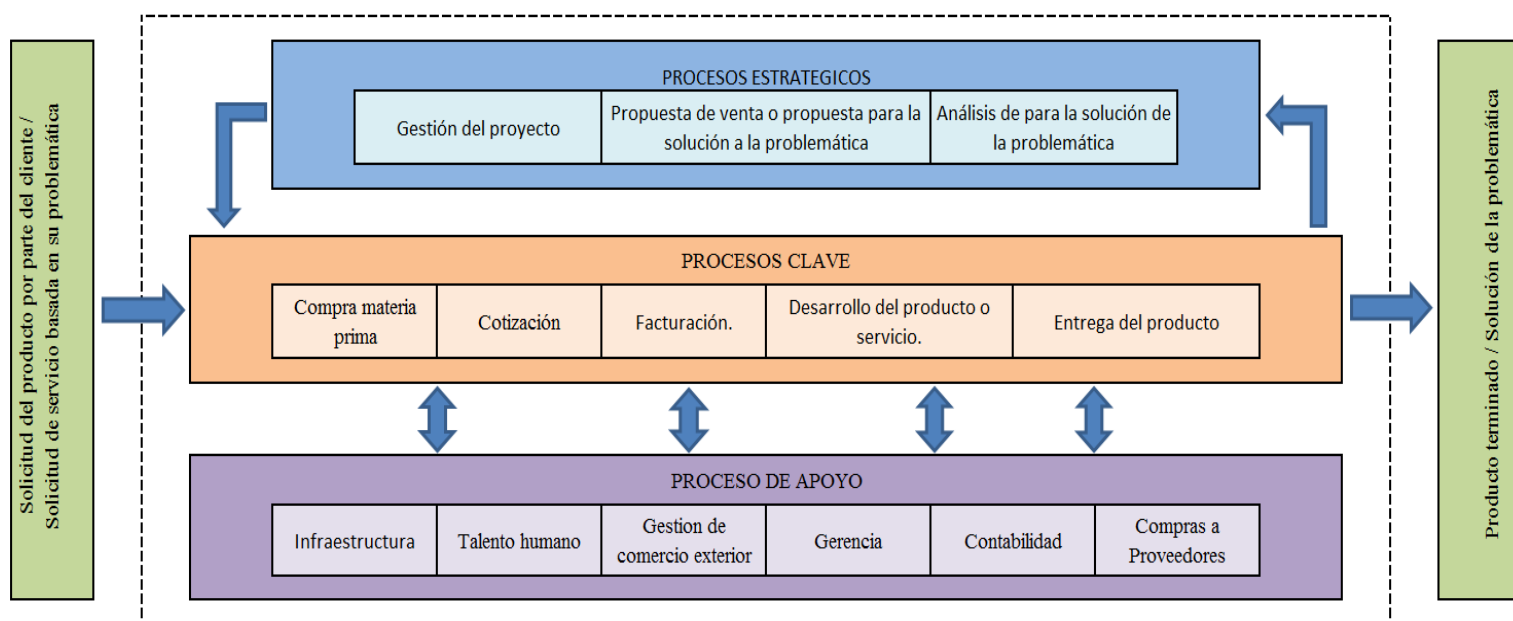 Solicitud del producto por parte del cliente /
Solicitud de servicio basada en su problemática
PROCESOS ESTRATEGICOS
Gestión del proyecto
Propuesta de venta o propuesta para la
solución a la problemática
Análisis de para la solución de
la problemática
PROCESOS CLAVE
Compra materia
prima
Cotización
Facturación.
Desarrollo del producto o
servicio.
Entrega del producto
PROCESO DE APOYO
Infraestructura
Talento humano
Gestion de
comercio exterior
Gerencia
Contabilidad
Compras a
Proveedores
Producto terminado / Solución de la problemática